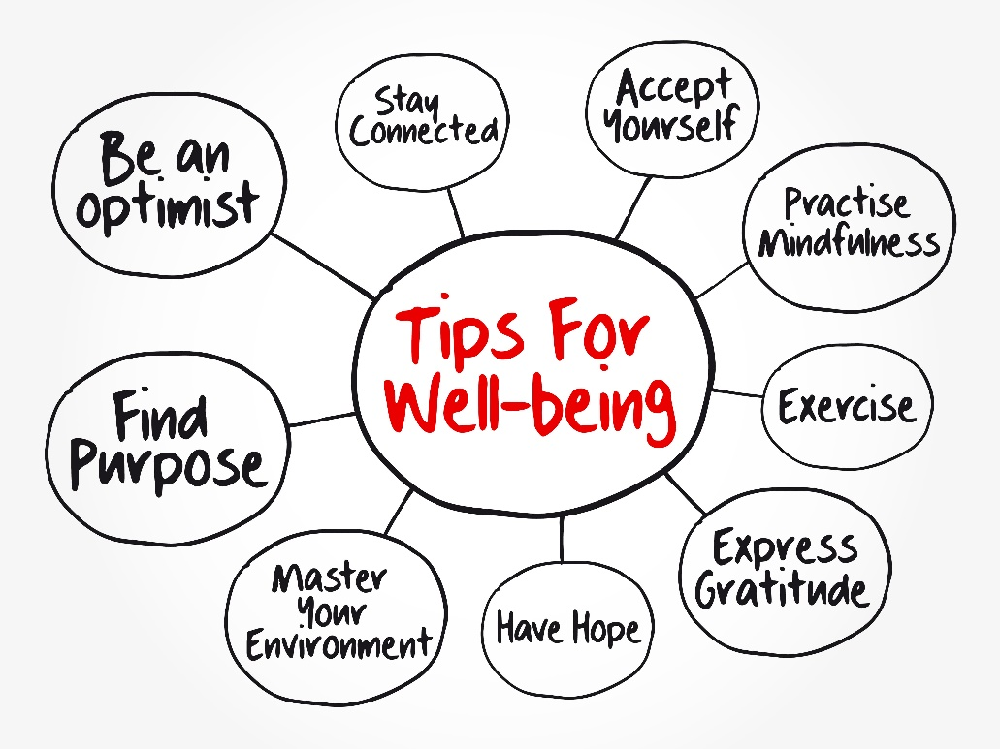 Stay
Connected
Accept
Yourself
Be an
optimist
Practise
Mindfulness
Tips For
Well-being
Exercise
Find
Purpose
Express
Gratitude
Master
Your
Environment
Have Hope